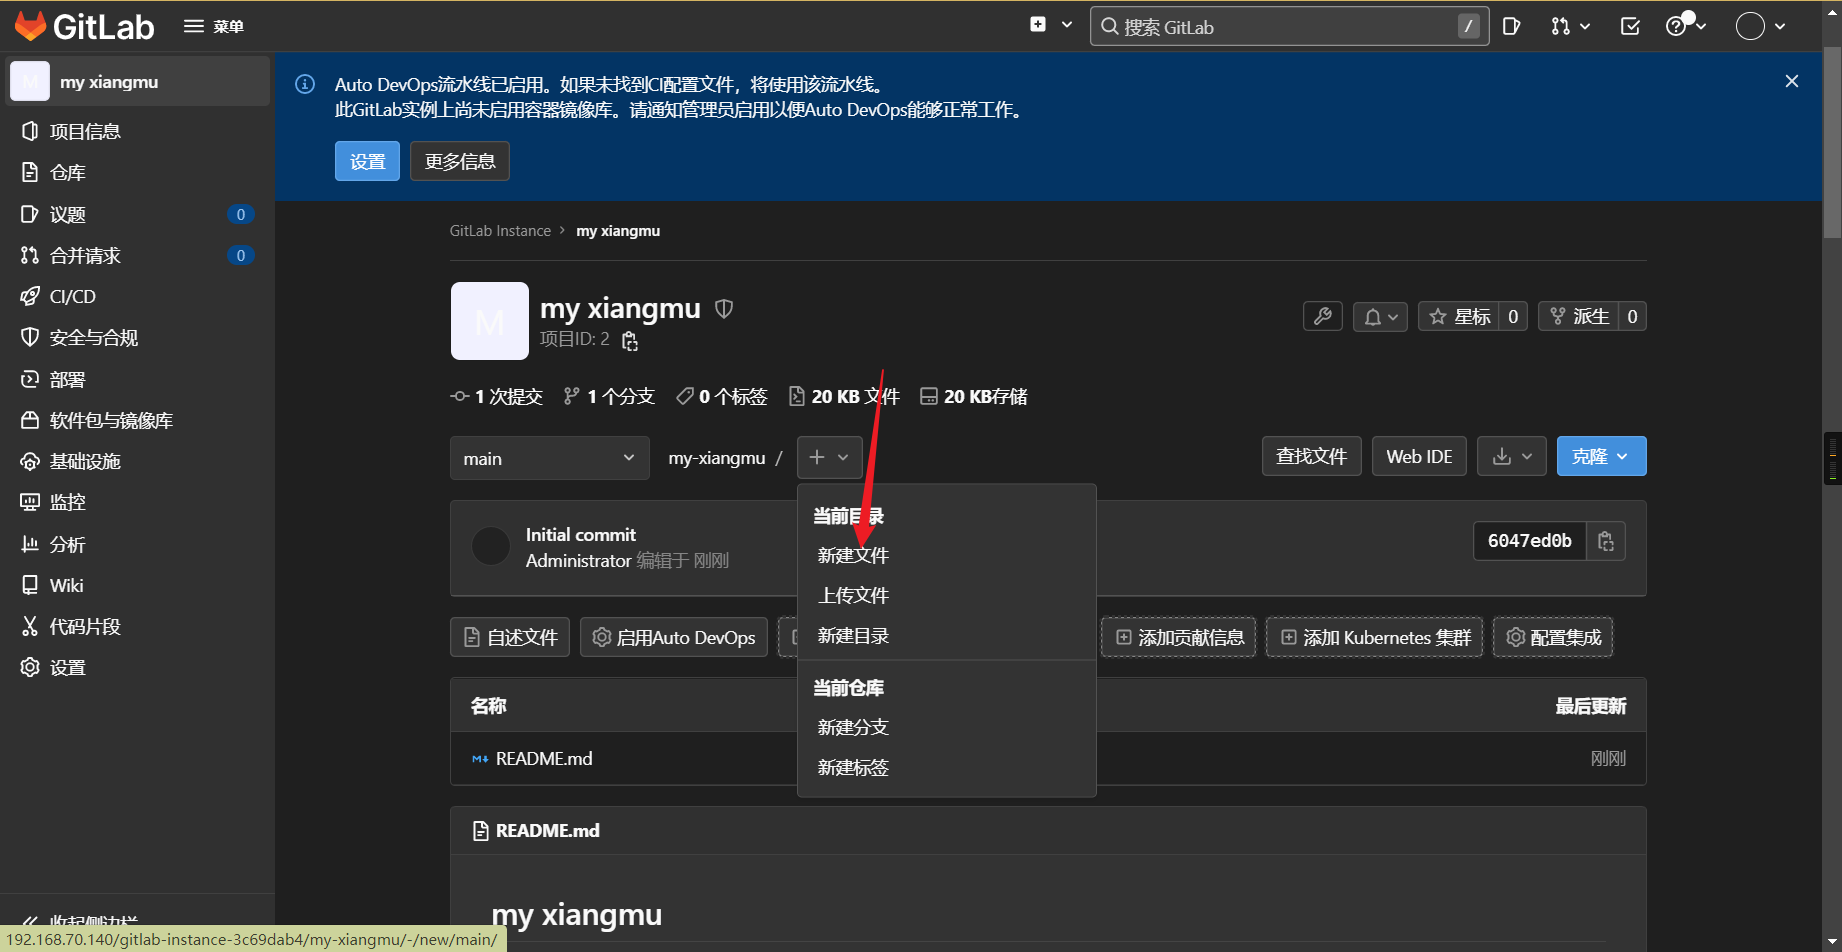 GitLab
菜单
搜索 GitLab
/
M
my xiangmu
项目信息
仓库
议题
0
合并请求
0
CI/CD
安全与合规
部署
软件包与镜像库
基础设施
监控
分析
Wiki
代码片段
设置
收起侧边栏
Auto DevOps流水线已启用。如果未找到CI配置文件，将使用该流水线。
此GitLab实例上尚未启用容器镜像库。请通知管理员启用以便Auto DevOps能够正常工作。
设置
更多信息
GitLab Instance › my xiangmu
M
my xiangmu
项目ID: 2
星标 0
派生 0
1 次提交
1 个分支
0 个标签
20 KB 文件
20 KB存储
main
my-xiangmu /
查找文件
Web IDE
克隆
当前目录
新建文件
上传文件
新建目录
当前仓库
新建分支
新建标签
Initial commit
Administrator 编辑于 刚刚
6047ed0b
自述文件
启用Auto DevOps
添加贡献信息
添加 Kubernetes 集群
配置集成
名称
最后更新
README.md
刚刚
README.md
my xiangmu
192.168.70.140/gitlab-instance-3c69dab4/my-xiangmu/-/new/main/